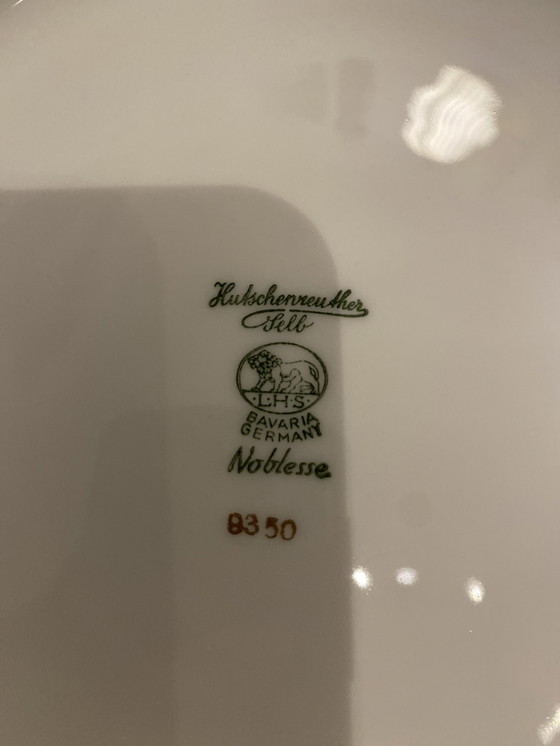 Hutschenreuther
Selb
L·H·S·
BAVARIA
GERMANY
Noblesse
8350